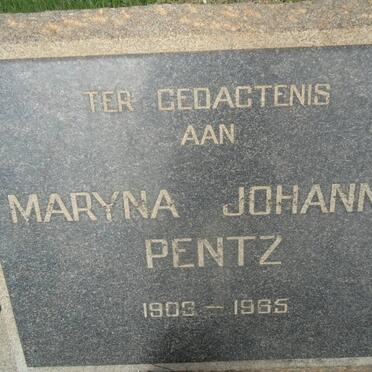 TER GEDACTENIS
AAN
MARYNA JOHANN
PENTZ
1903 - 1965